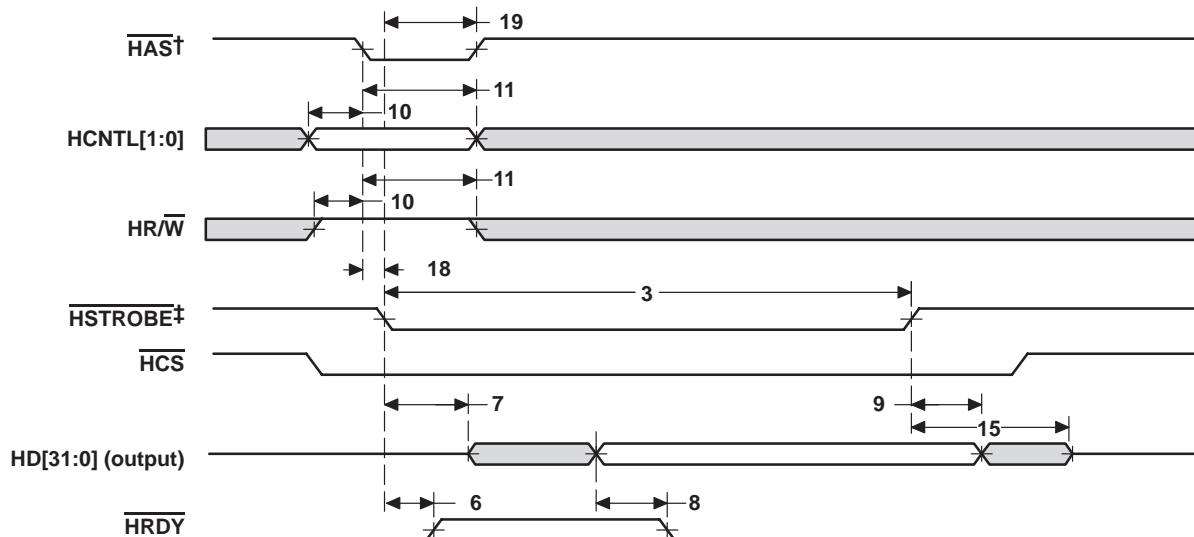 19
HAS†
11
10
HCNTL[1:0]
11
10
HR/W
18
3
HSTROBE‡
HCS
7
9
15
HD[31:0] (output)
6
8
HRDY